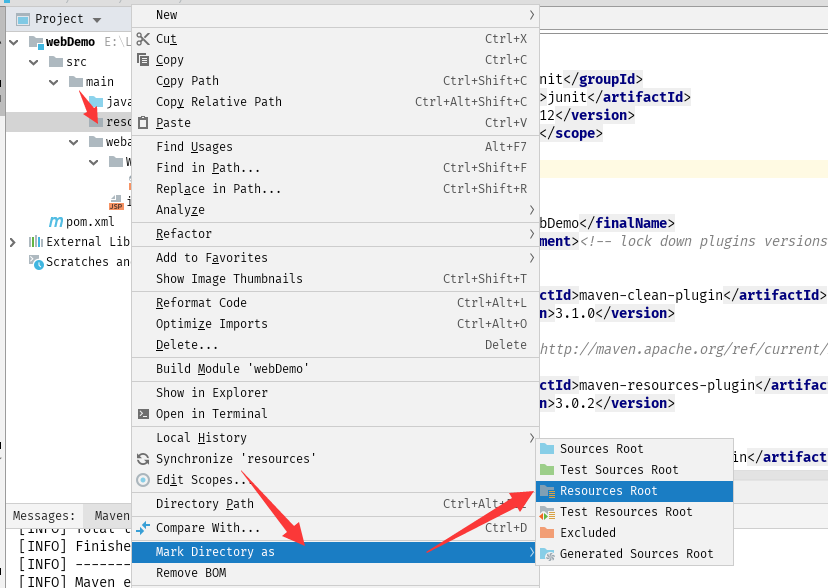 Project
webDemo E:\L
src
main
java
reso
weba
W
i
pom.xml
External Lib
Scratches an
New
Cut Ctrl+X
Copy Ctrl+C
Copy Path Ctrl+Shift+C
Copy Relative Path Ctrl+Alt+Shift+C
Paste Ctrl+V
Find Usages Alt+F7
Find in Path... Ctrl+Shift+F
Replace in Path... Ctrl+Shift+R
Analyze
Refactor
Add to Favorites
Show Image Thumbnails Ctrl+Shift+T
Reformat Code Ctrl+Alt+L
Optimize Imports Ctrl+Alt+O
Delete... Delete
Build Module 'webDemo'
Show in Explorer
Open in Terminal
Local History
Synchronize 'resources'
Edit Scopes...
Directory Path Ctrl+Alt+
Compare With... Ctrl+D
Mark Directory as
Remove BOM
Sources Root
Test Sources Root
Resources Root
Test Resources Root
Excluded
Generated Sources Root
nit</groupId>
>junit</artifactId>
12</version>
</scope>
bDemo</finalName>
ment><!-- lock down plugins versions
ctId>maven-clean-plugin</artifactId>
n>3.1.0</version>
http://maven.apache.org/ref/current/
ctId>maven-resources-plugin</artifac
n>3.0.2</version>
in</artifact
Messages: Maven
[INFO] Total t
[INFO] Finishe
[INFO] -------
[INFO] Maven e